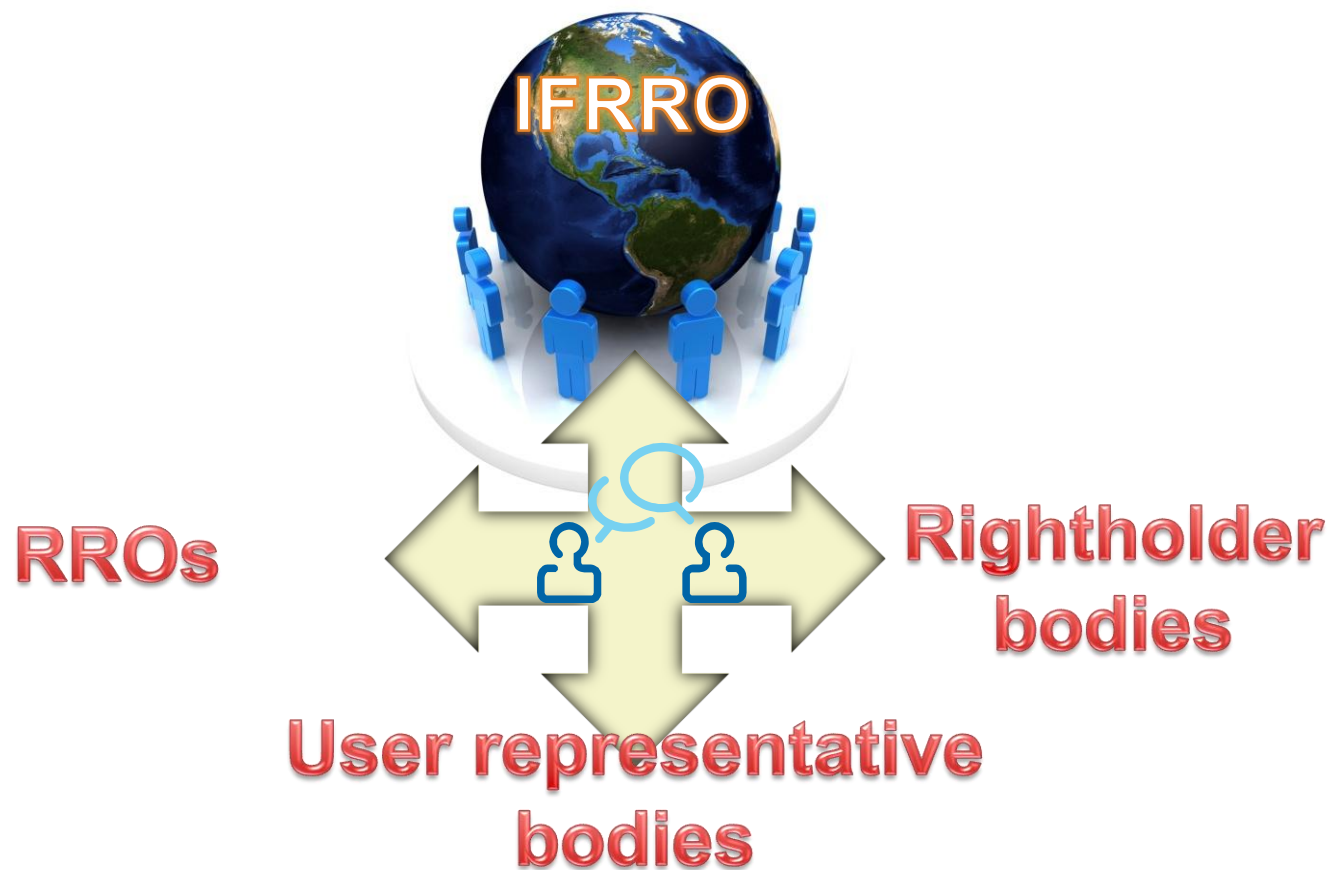 IFRRO
RROs
Rightholder
bodies
User representative
bodies